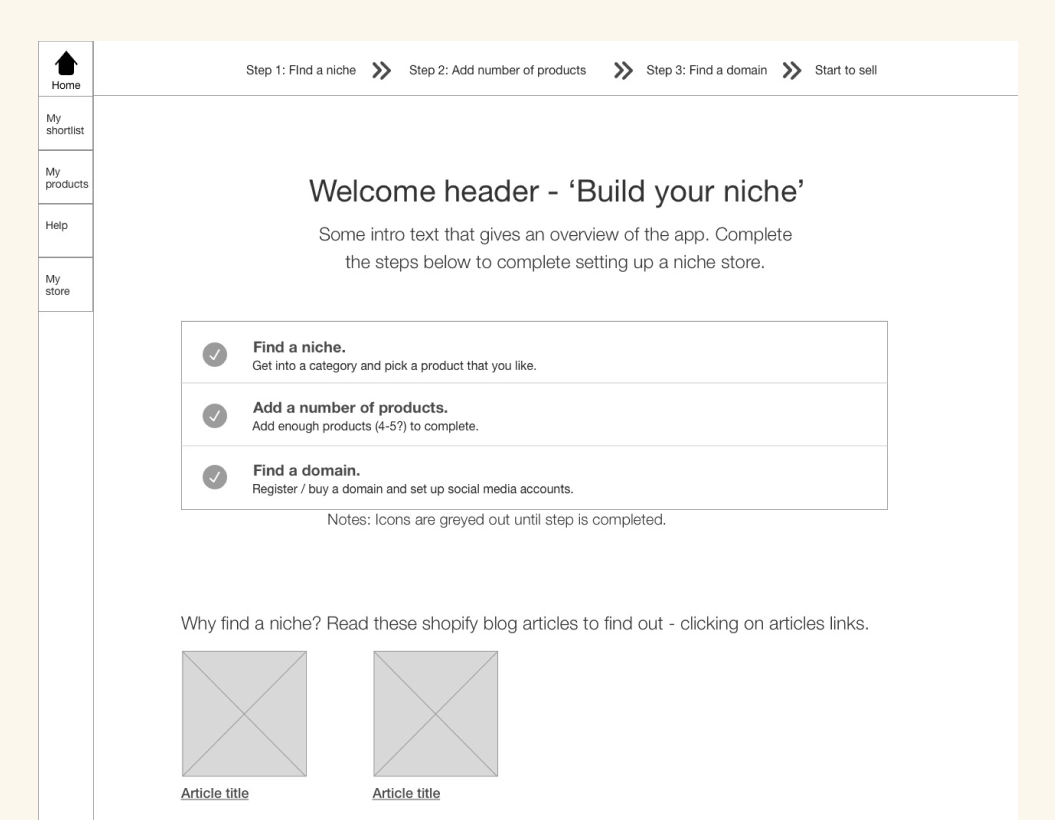 Home
My
shortlist
My
products
Help
My
store
Step 1: FInd a niche
Step 2: Add number of products
Step 3: Find a domain
Start to sell
Welcome header - ‘Build your niche’
Some intro text that gives an overview of the app. Complete
the steps below to complete setting up a niche store.
Find a niche.
Get into a category and pick a product that you like.
Add a number of products.
Add enough products (4-5?) to complete.
Find a domain.
Register / buy a domain and set up social media accounts.
Notes: Icons are greyed out until step is completed.
Why find a niche? Read these shopify blog articles to find out - clicking on articles links.
Article title
Article title